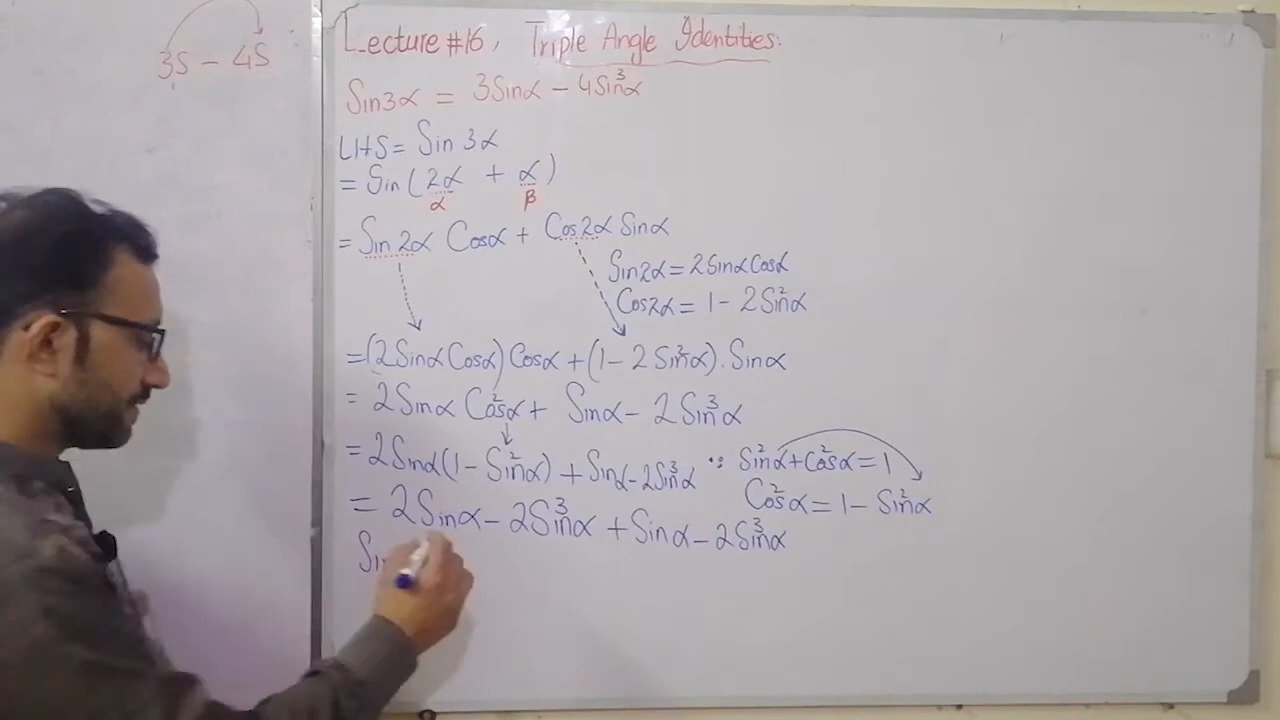 3S - 4S
Lecture #16, Triple Angle Identities:
Sin3α = 3Sinα - 4Sin³α
LHS = Sin 3α
= Sin(2α + α)
α β
= Sin 2α Cosα + Cos2α Sinα
Sin2α = 2SinαCosα
Cos2α = 1 - 2Sin²α
= (2SinαCosα)Cosα + (1 - 2Sin²α).Sinα
= 2Sinα Cos²α + Sinα - 2Sin³α
= 2Sinα(1 - Sin²α) + Sinα - 2Sin³α ∵ Sin²α + Cos²α = 1
Cos²α = 1 - Sin²α
= 2Sinα - 2Sin³α + Sinα - 2Sin³α
Sin